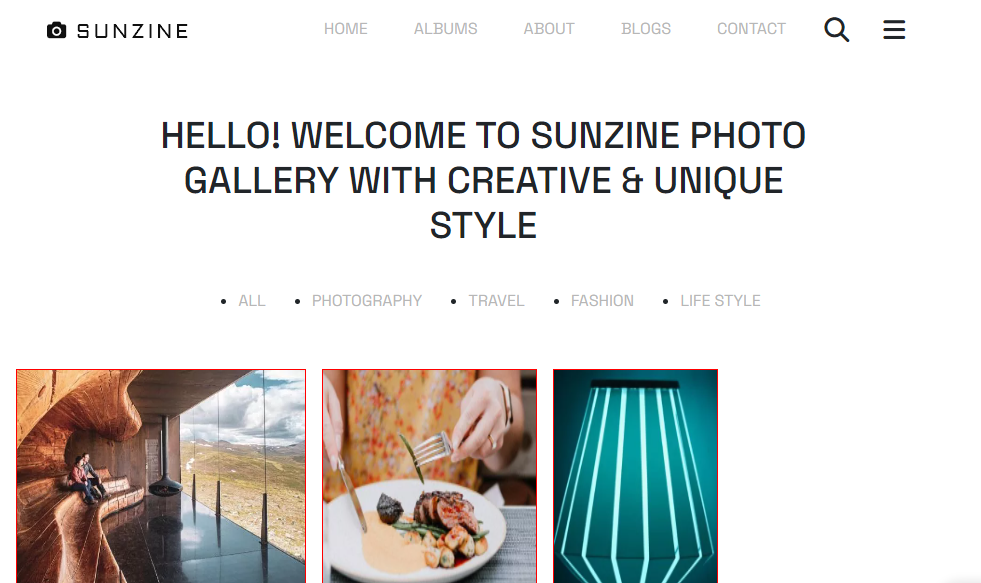 SUNZINE
HOME ALBUMS ABOUT BLOGS CONTACT
HELLO! WELCOME TO SUNZINE PHOTO
GALLERY WITH CREATIVE & UNIQUE
STYLE
• ALL • PHOTOGRAPHY • TRAVEL • FASHION • LIFE STYLE